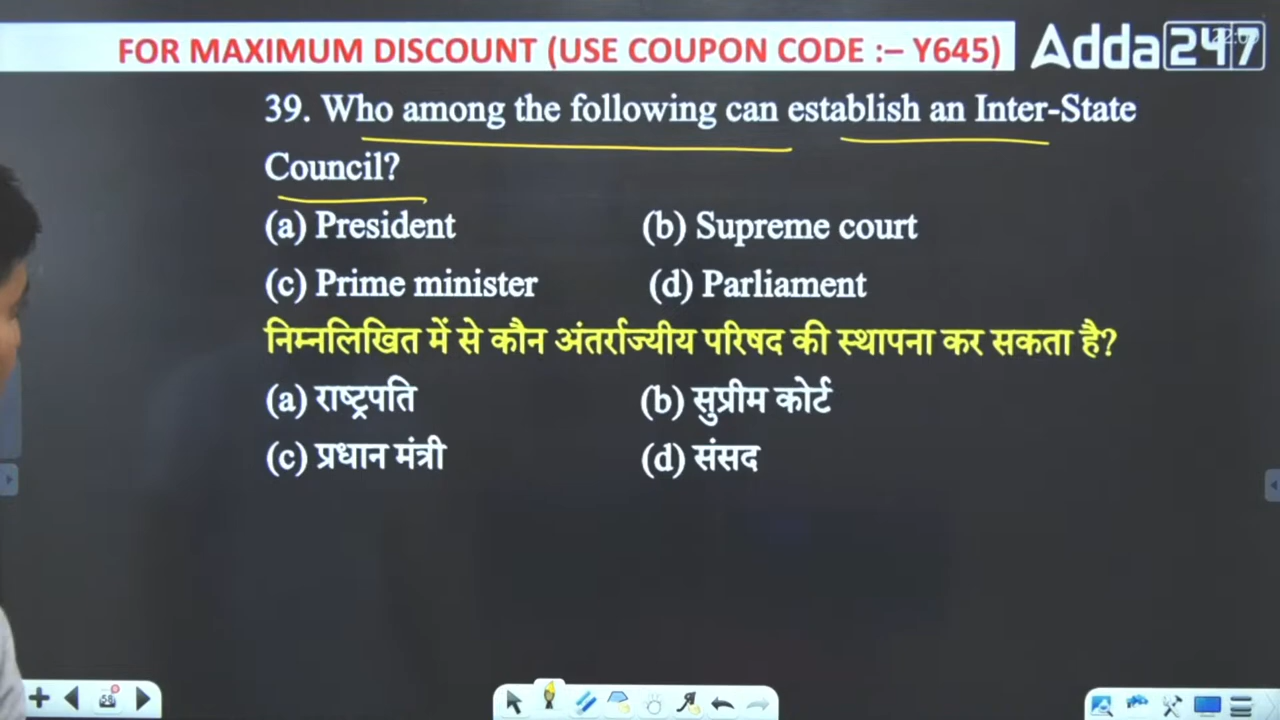 FOR MAXIMUM DISCOUNT (USE COUPON CODE :– Y645)
Adda247
39. Who among the following can establish an Inter-State
Council?
(a) President (b) Supreme court
(c) Prime minister (d) Parliament
निम्नलिखित में से कौन अंतर्राज्यीय परिषद की स्थापना कर सकता है?
(a) राष्ट्रपति (b) सुप्रीम कोर्ट
(c) प्रधान मंत्री (d) संसद
58